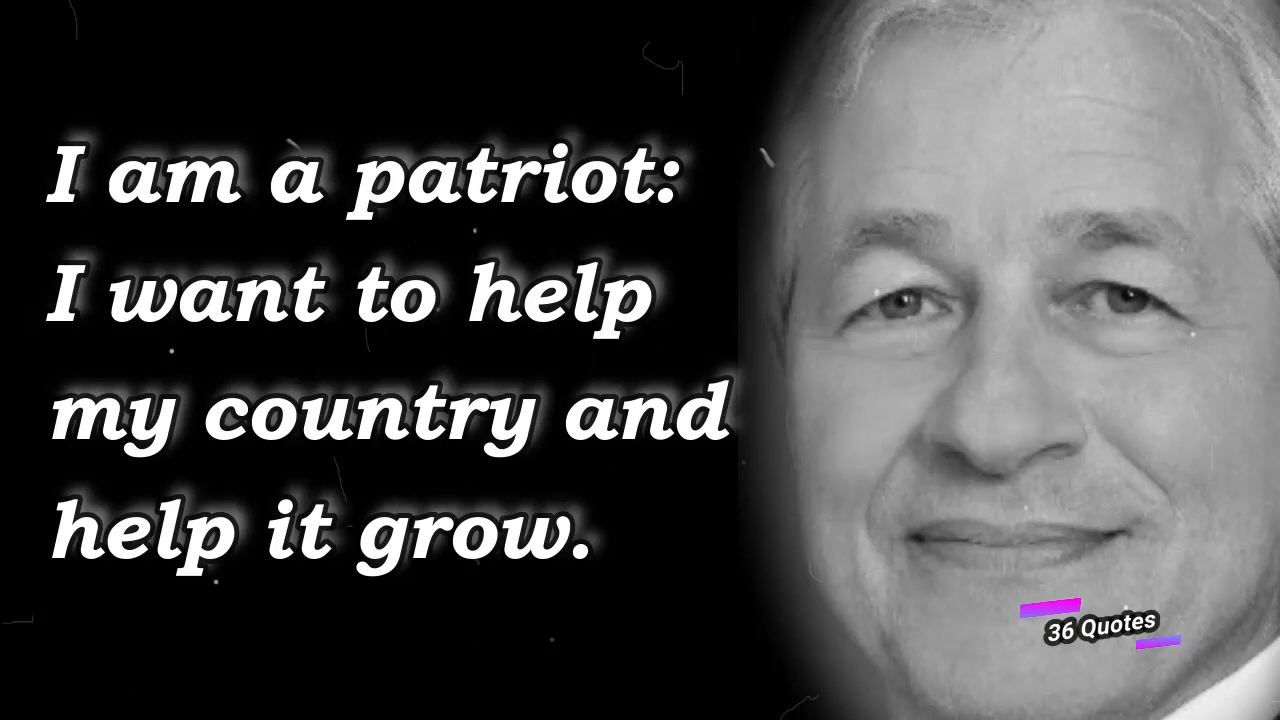 I am a patriot:
I want to help
my country and
help it grow.
36 Quotes